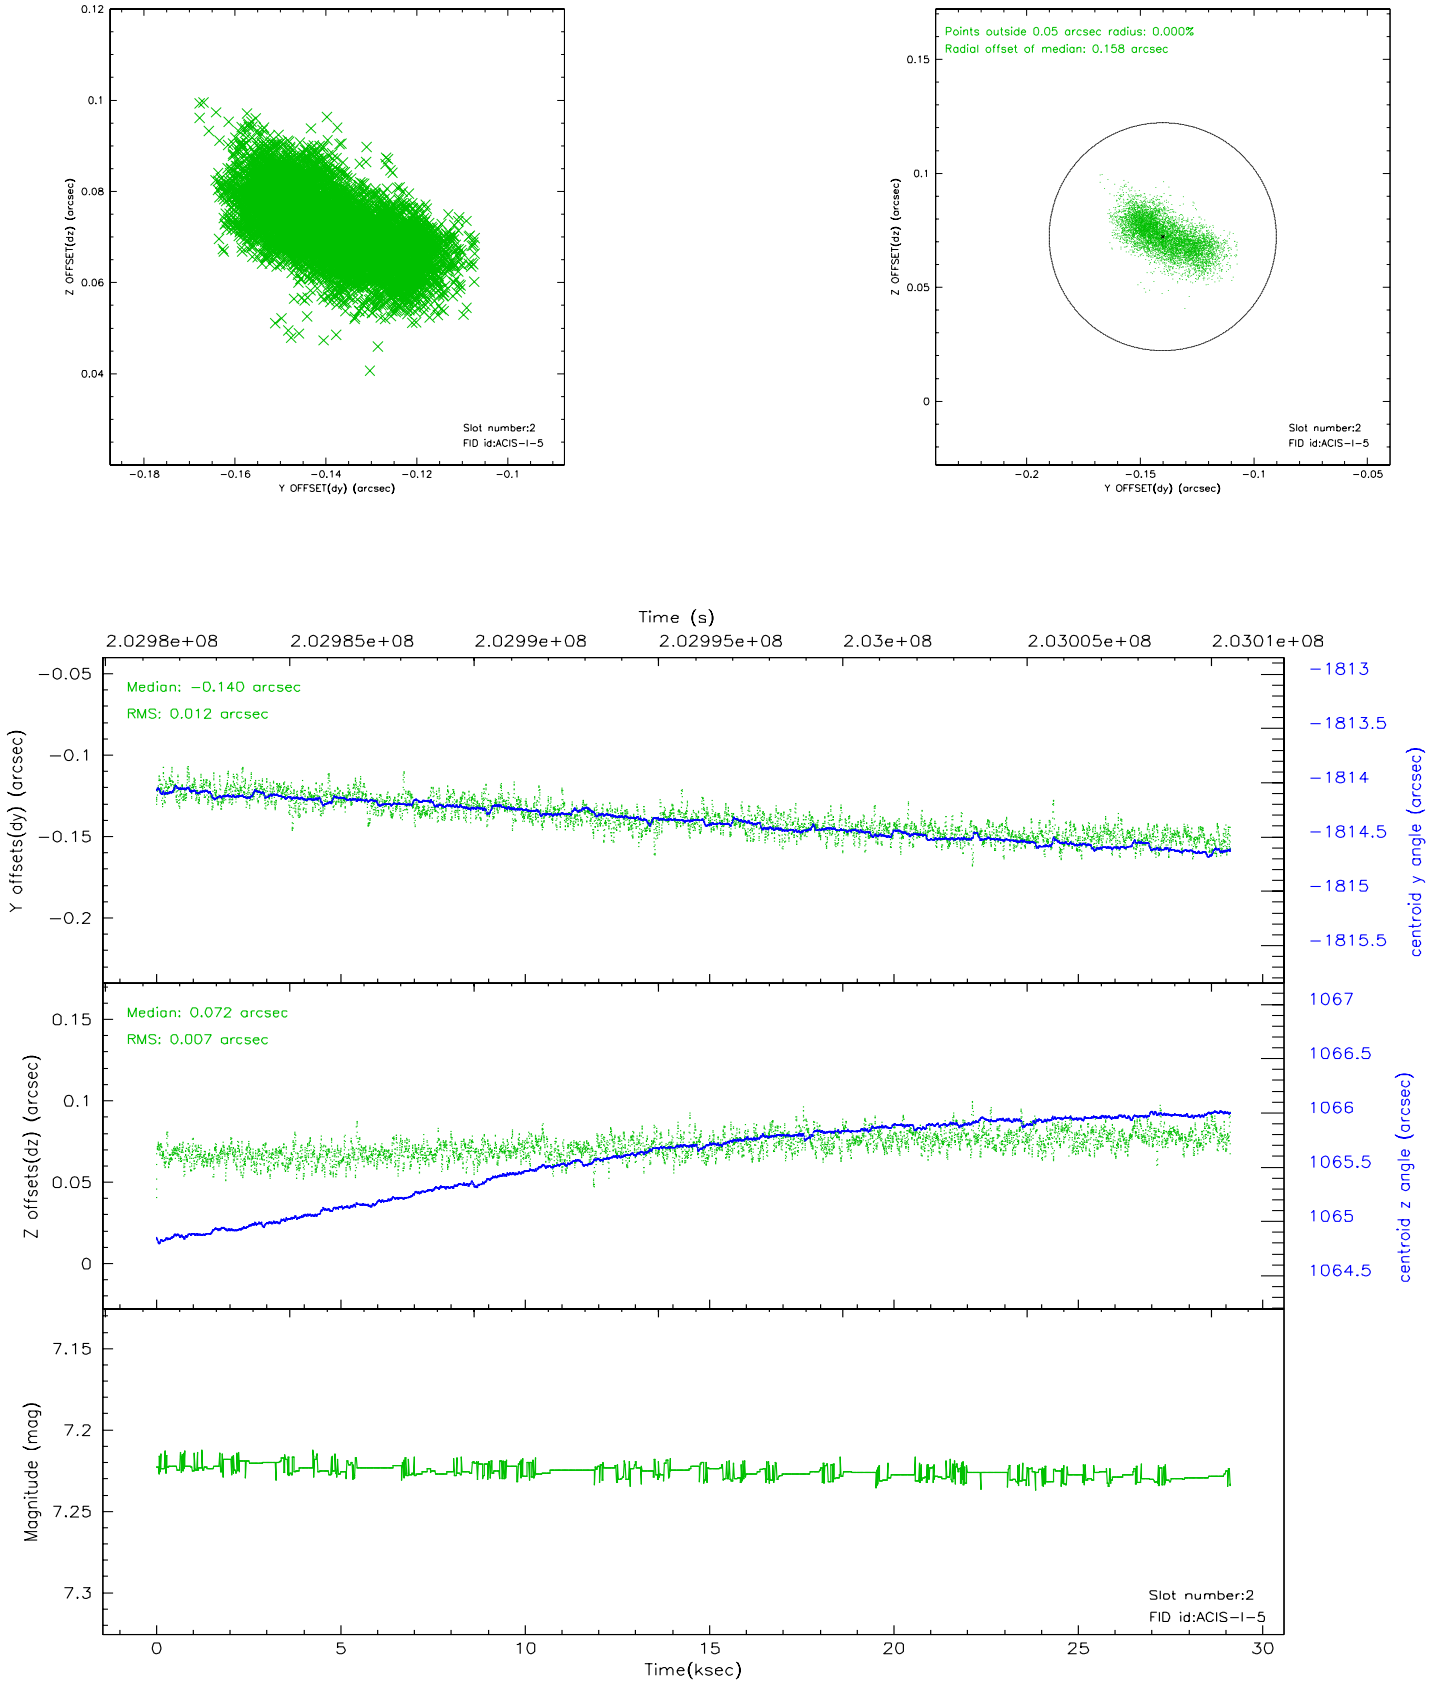 0.12
0.1
0.08
0.06
0.04
Z OFFSET(dz) (arcsec)
Slot number:2
FID id:ACIS-I-5
-0.18 -0.16 -0.14 -0.12 -0.1
Y OFFSET(dy) (arcsec)
Points outside 0.05 arcsec radius: 0.000%
Radial offset of median: 0.158 arcsec
0.15
0.1
0.05
0
Z OFFSET(dz) (arcsec)
Slot number:2
FID id:ACIS-I-5
-0.2 -0.15 -0.1 -0.05
Y OFFSET(dy) (arcsec)
Time (s)
2.0298e+08 2.02985e+08 2.0299e+08 2.02995e+08 2.03e+08 2.03005e+08 2.0301e+08
Median: -0.140 arcsec
RMS: 0.012 arcsec
-0.05
-0.1
-0.15
-0.2
Y offsets(dy) (arcsec)
-1813
-1813.5
-1814
-1814.5
-1815
-1815.5
centroid y angle (arcsec)
Median: 0.072 arcsec
RMS: 0.007 arcsec
0.15
0.1
0.05
0
Z offsets(dz) (arcsec)
1067
1066.5
1066
1065.5
1065
1064.5
centroid z angle (arcsec)
7.15
7.2
7.25
7.3
Magnitude (mag)
Slot number:2
FID id:ACIS-I-5
0 5 10 15 20 25 30
Time(ksec)